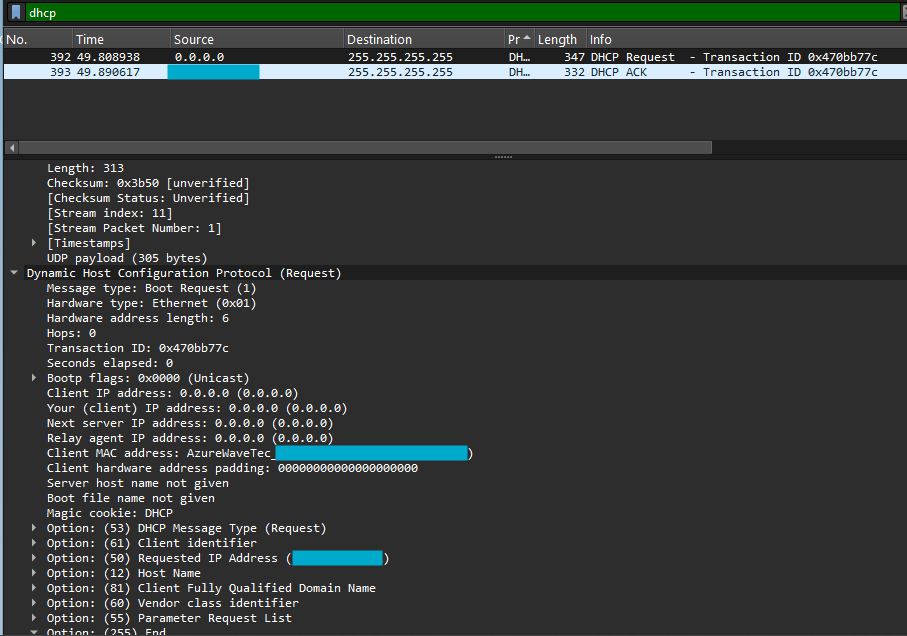 dhcp
No. Time Source Destination Pr Length Info
392 49.808938 0.0.0.0 255.255.255.255 DH… 347 DHCP Request - Transaction ID 0x470bb77c
393 49.890617 255.255.255.255 DH… 332 DHCP ACK - Transaction ID 0x470bb77c
Length: 313
Checksum: 0x3b50 [unverified]
[Checksum Status: Unverified]
[Stream index: 11]
[Stream Packet Number: 1]
[Timestamps]
UDP payload (305 bytes)
Dynamic Host Configuration Protocol (Request)
Message type: Boot Request (1)
Hardware type: Ethernet (0x01)
Hardware address length: 6
Hops: 0
Transaction ID: 0x470bb77c
Seconds elapsed: 0
Bootp flags: 0x0000 (Unicast)
Client IP address: 0.0.0.0 (0.0.0.0)
Your (client) IP address: 0.0.0.0 (0.0.0.0)
Next server IP address: 0.0.0.0 (0.0.0.0)
Relay agent IP address: 0.0.0.0 (0.0.0.0)
Client MAC address: AzureWaveTec_ )
Client hardware address padding: 00000000000000000000
Server host name not given
Boot file name not given
Magic cookie: DHCP
Option: (53) DHCP Message Type (Request)
Option: (61) Client identifier
Option: (50) Requested IP Address ( )
Option: (12) Host Name
Option: (81) Client Fully Qualified Domain Name
Option: (60) Vendor class identifier
Option: (55) Parameter Request List
Option: (255) End